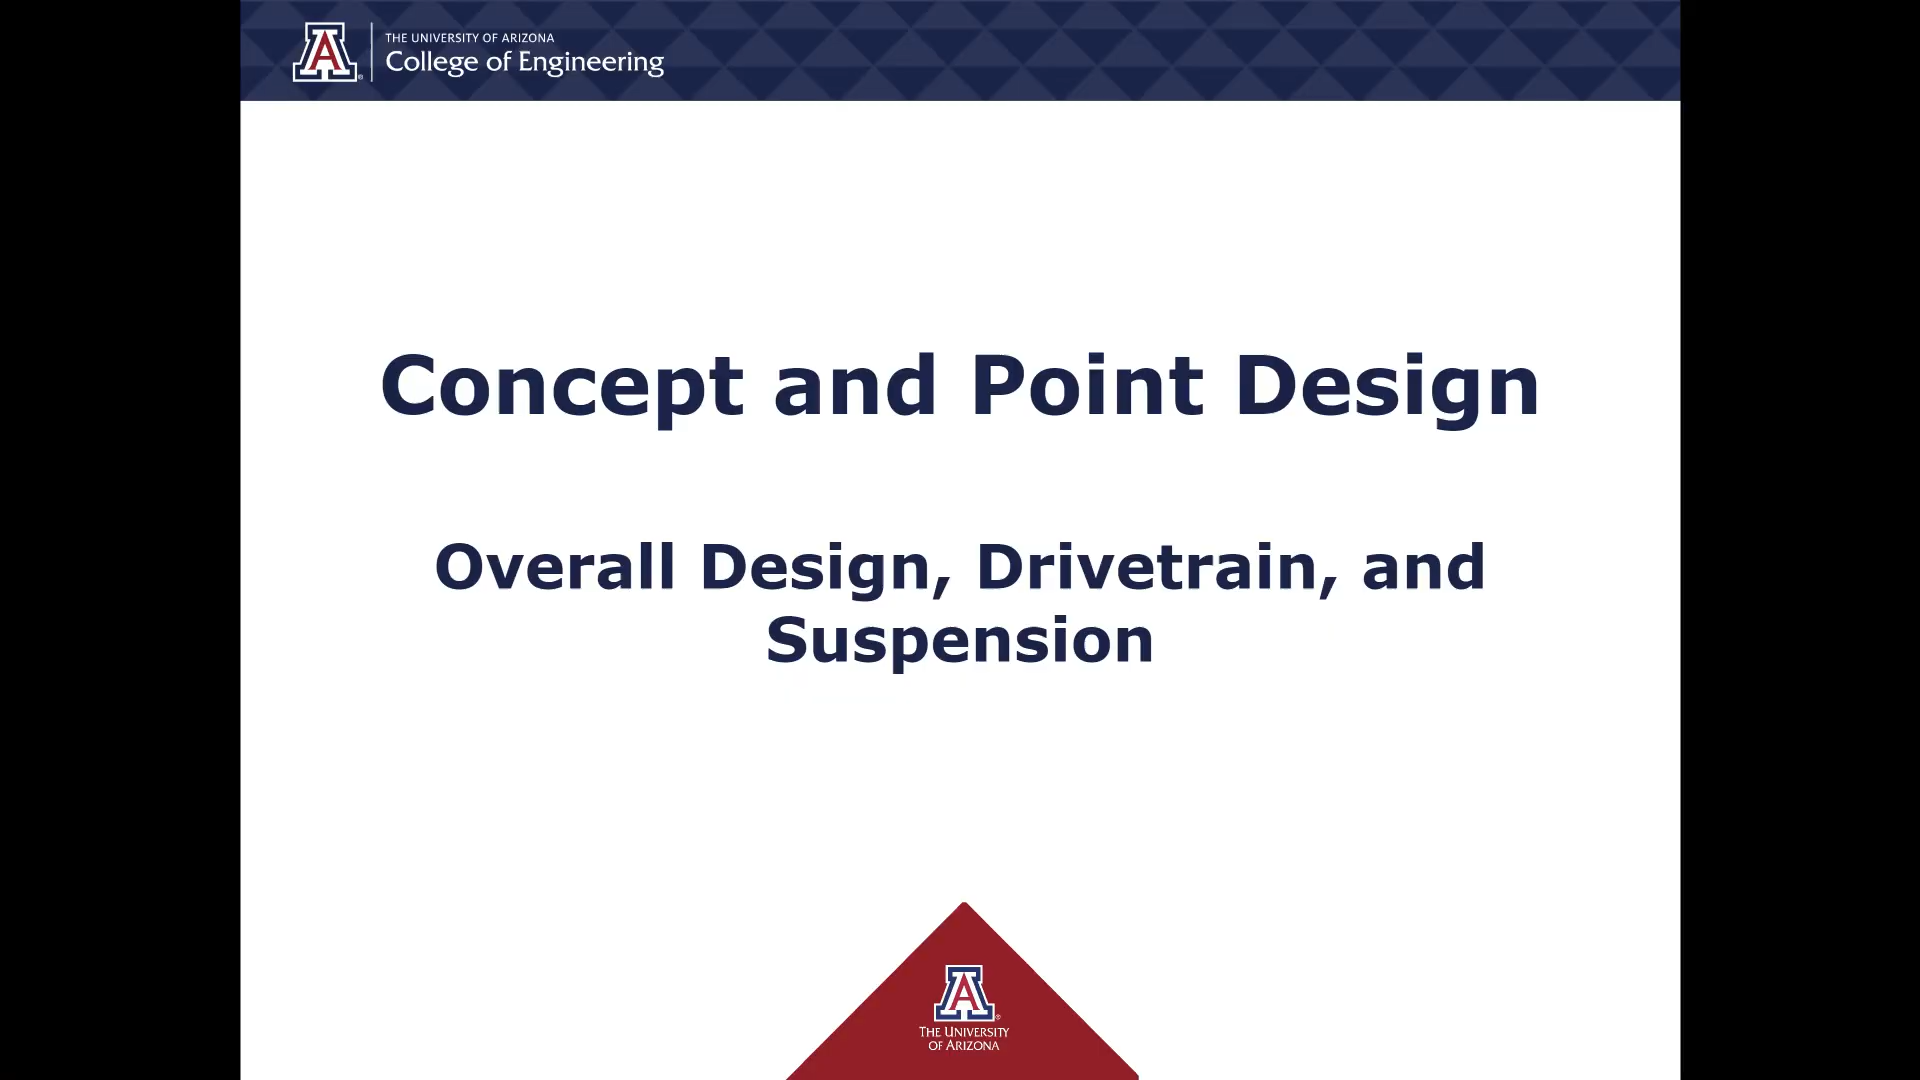 THE UNIVERSITY OF ARIZONA
College of Engineering
Concept and Point Design
Overall Design, Drivetrain, and
Suspension
A
THE UNIVERSITY
OF ARIZONA